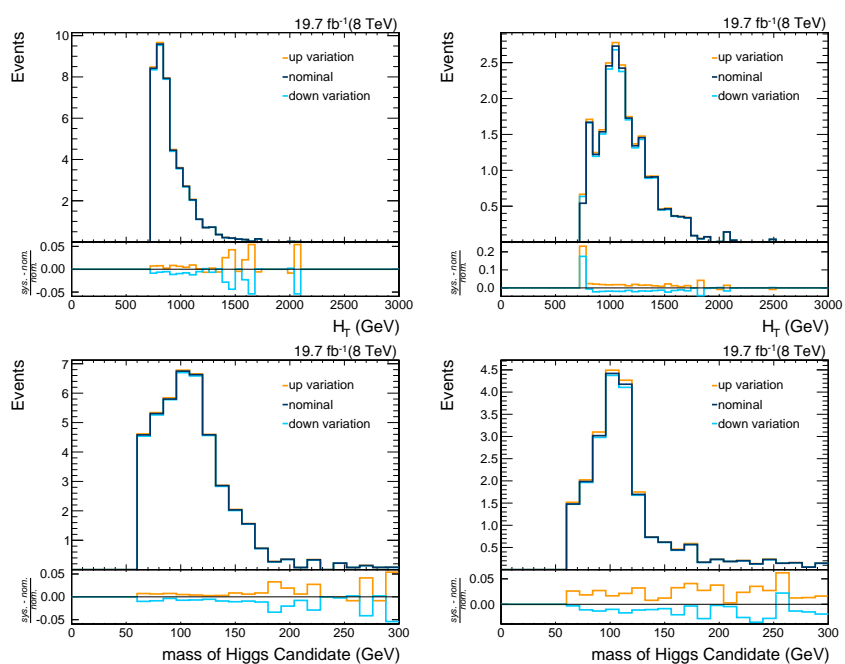 19.7 fb-1(8 TeV)
Events
10
8
6
4
2
up variation
nominal
down variation
sys. - nom.
nom.
0.05
0.00
-0.05
0 500 1000 1500 2000 2500 3000
HT (GeV)
19.7 fb-1(8 TeV)
Events
2.5
2.0
1.5
1.0
0.5
up variation
nominal
down variation
sys. - nom.
nom.
0.2
0.1
0.0
0 500 1000 1500 2000 2500 3000
HT (GeV)
19.7 fb-1(8 TeV)
Events
7
6
5
4
3
2
1
up variation
nominal
down variation
sys. - nom.
nom.
0.05
0.00
-0.05
0 50 100 150 200 250 300
mass of Higgs Candidate (GeV)
19.7 fb-1(8 TeV)
Events
4.5
4.0
3.5
3.0
2.5
2.0
1.5
1.0
0.5
up variation
nominal
down variation
sys. - nom.
nom.
0.05
0.00
0 50 100 150 200 250 300
mass of Higgs Candidate (GeV)